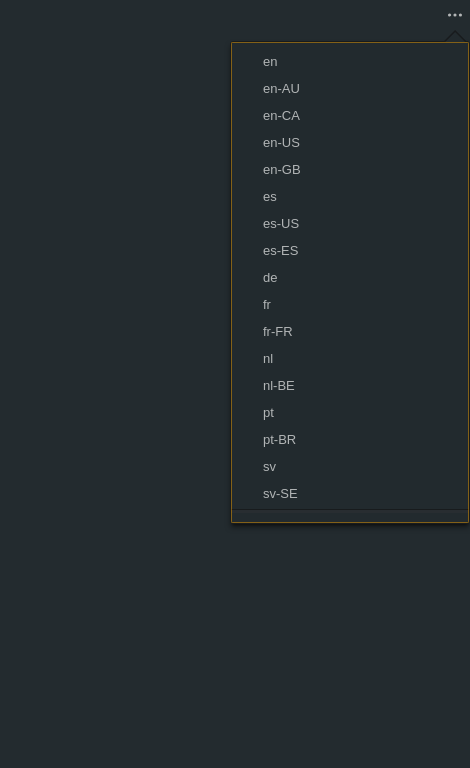 en
en-AU
en-CA
en-US
en-GB
es
es-US
es-ES
de
fr
fr-FR
nl
nl-BE
pt
pt-BR
sv
sv-SE